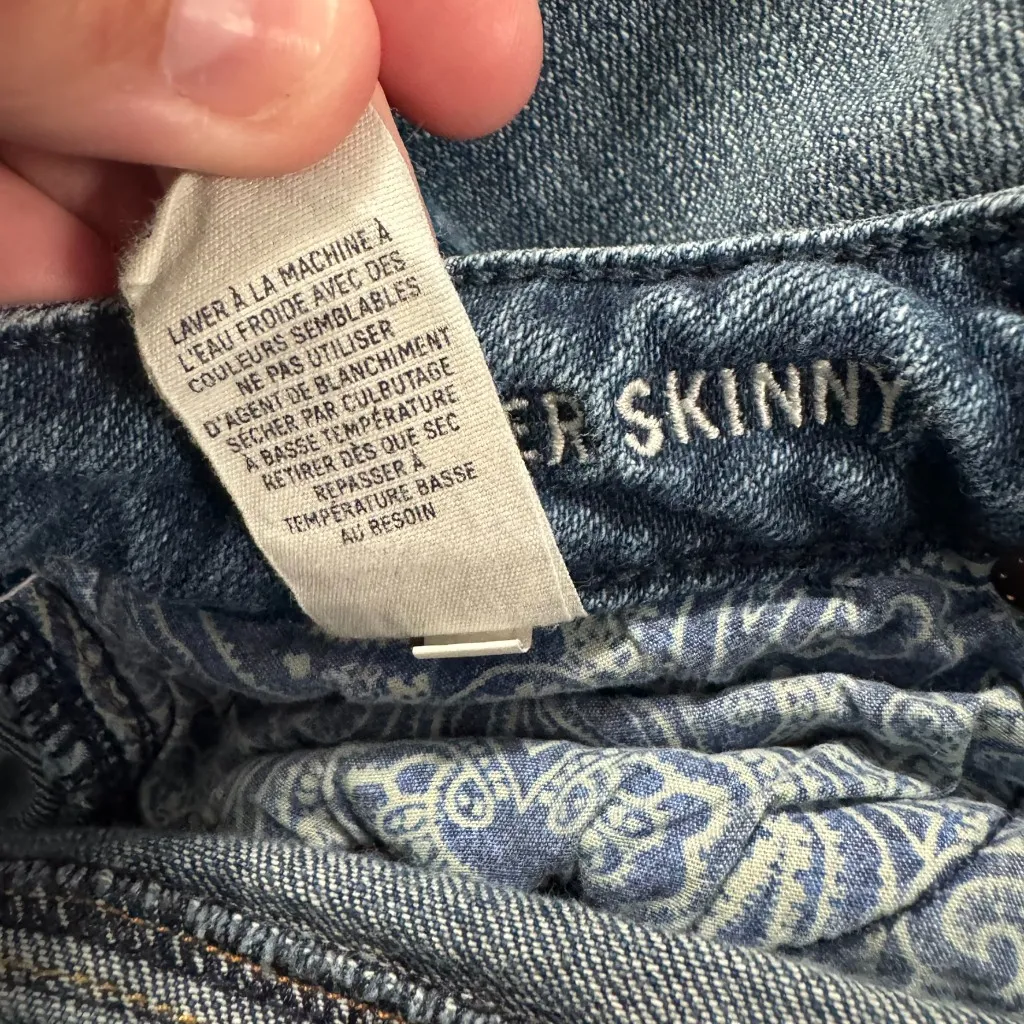 LAVER À LA MACHINE À
L'EAU FROIDE AVEC DES
COULEURS SEMBLABLES
NE PAS UTILISER
D'AGENT DE BLANCHIMENT
SÉCHER PAR CULBUTAGE
À BASSE TEMPÉRATURE
RETIRER DÈS QUE SEC
REPASSER À
TEMPÉRATURE BASSE
AU RESOIN
ER SKINNY